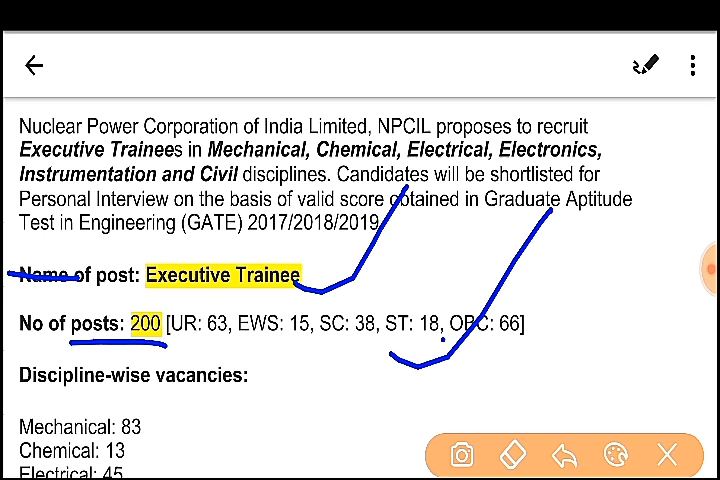 Nuclear Power Corporation of India Limited, NPCIL proposes to recruit
Executive Trainees in Mechanical, Chemical, Electrical, Electronics,
Instrumentation and Civil disciplines. Candidates will be shortlisted for
Personal Interview on the basis of valid score obtained in Graduate Aptitude
Test in Engineering (GATE) 2017/2018/2019
Name of post: Executive Trainee
No of posts: 200 [UR: 63, EWS: 15, SC: 38, ST: 18, OBC: 66]
Discipline-wise vacancies:
Mechanical: 83
Chemical: 13
Electrical: 45